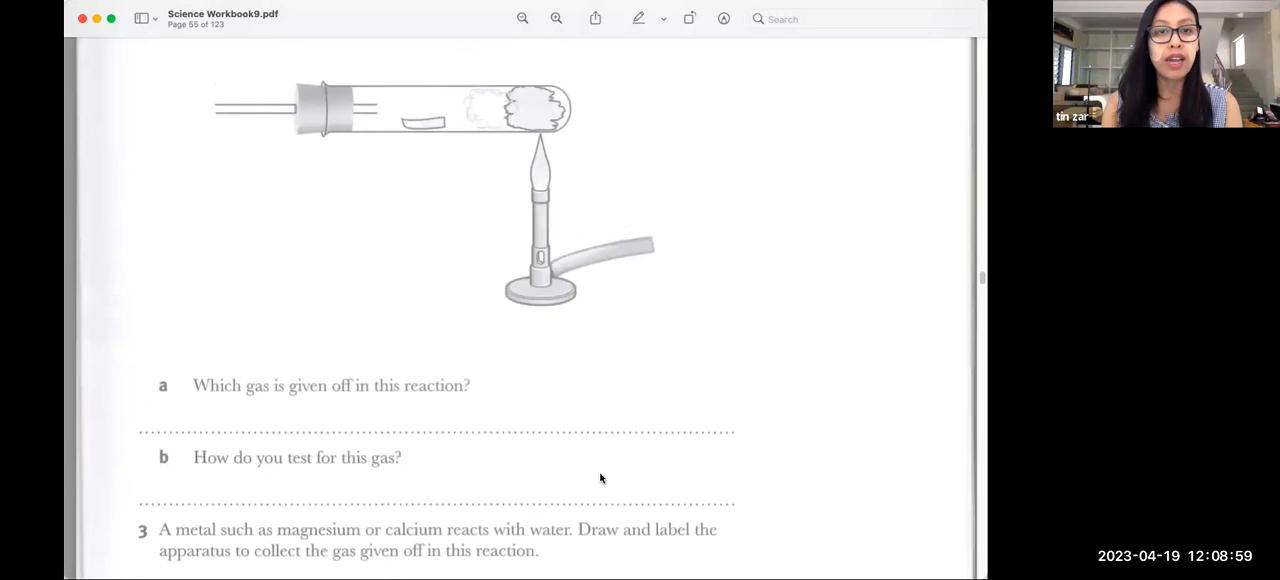 Science Workbook9.pdf
Page 55 of 123
Search
tin zar
a Which gas is given off in this reaction?
b How do you test for this gas?
3 A metal such as magnesium or calcium reacts with water. Draw and label the
apparatus to collect the gas given off in this reaction.
2023-04-19 12:08:59